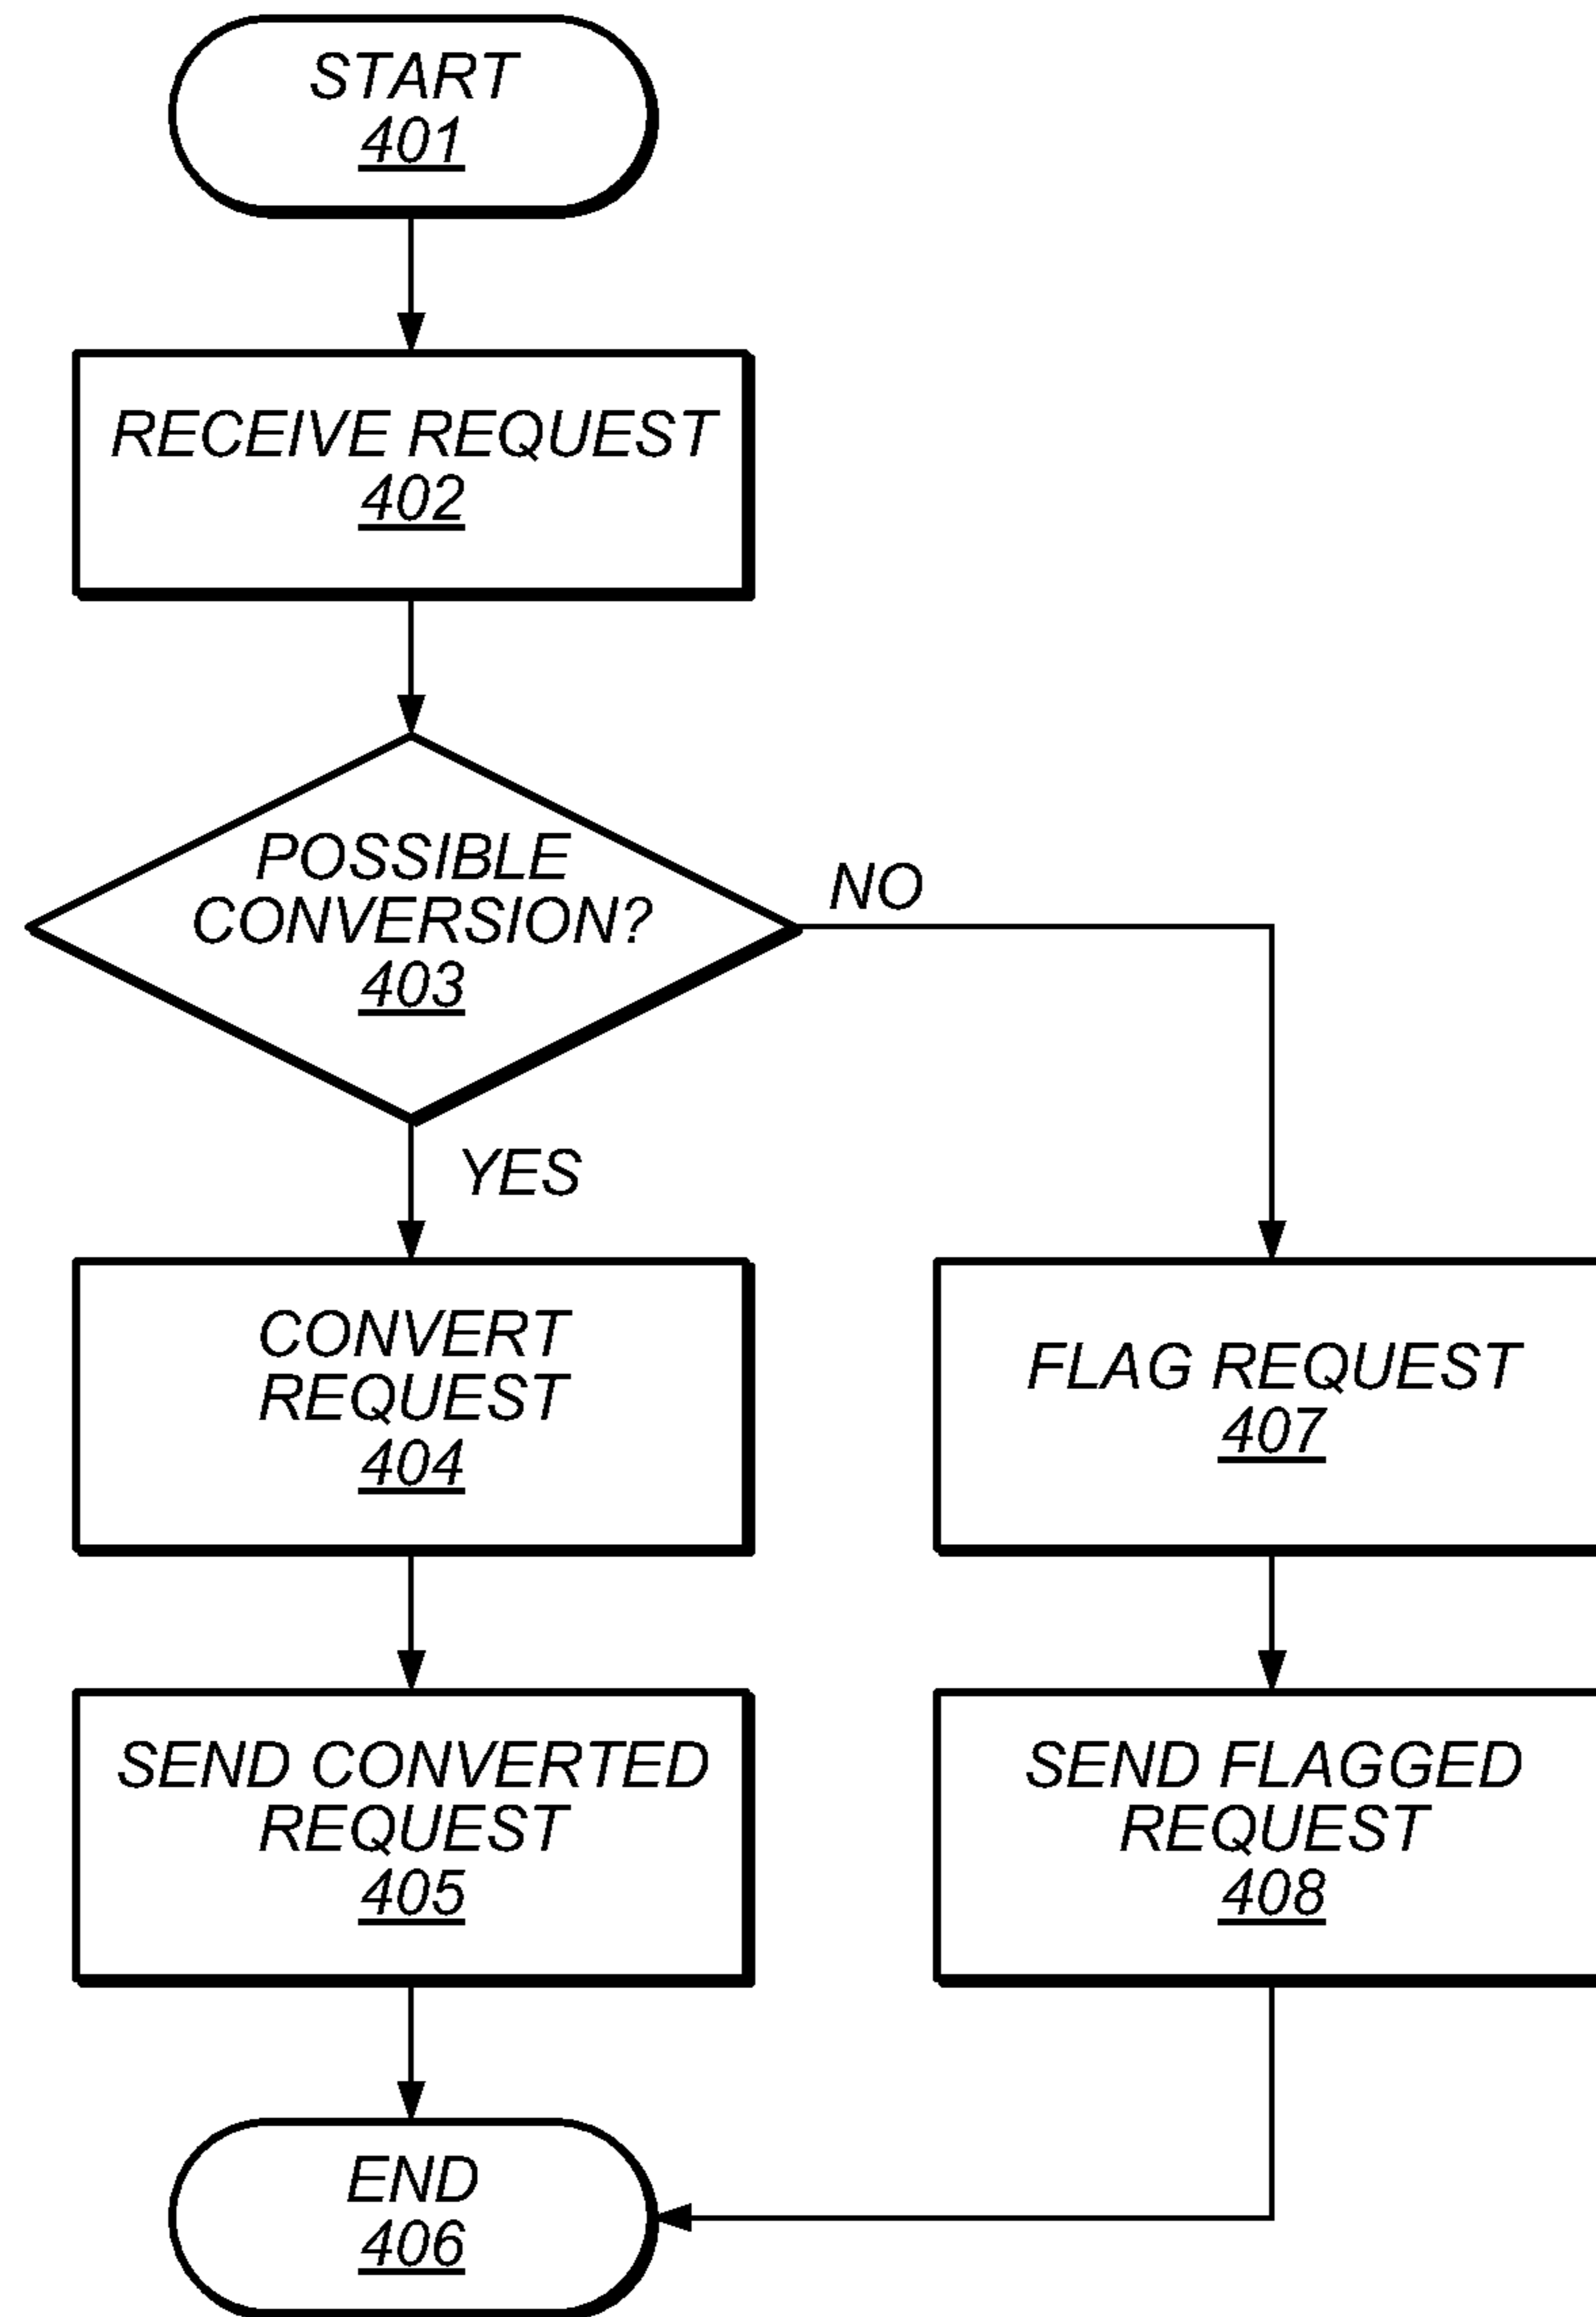 START
401
RECEIVE REQUEST
402
POSSIBLE
CONVERSION?
403
NO
YES
CONVERT
REQUEST
404
FLAG REQUEST
407
SEND CONVERTED
REQUEST
405
SEND FLAGGED
REQUEST
408
END
406